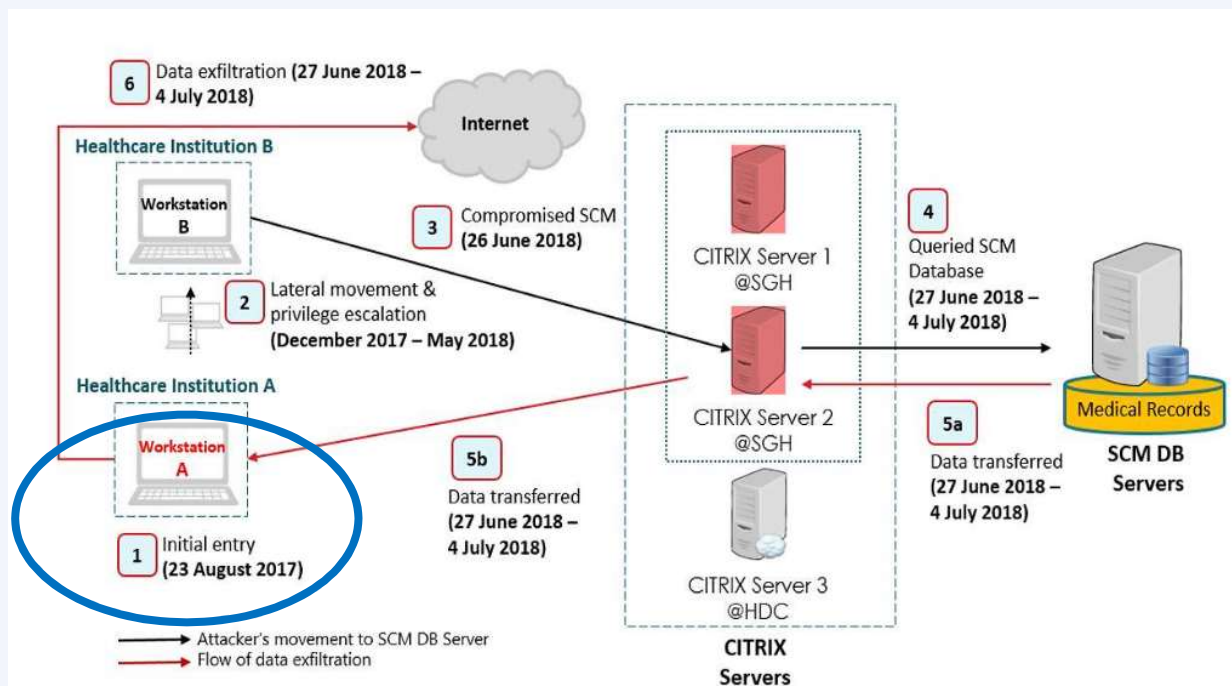 6
Data exfiltration (27 June 2018 –
4 July 2018)
Internet
Healthcare Institution B
Workstation
B
3
Compromised SCM
(26 June 2018)
2
Lateral movement &
privilege escalation
(December 2017 – May 2018)
Healthcare Institution A
Workstation
A
1
Initial entry
(23 August 2017)
CITRIX Server 1
@SGH
CITRIX Server 2
@SGH
CITRIX Server 3
@HDC
CITRIX
Servers
4
Queried SCM
Database
(27 June 2018 –
4 July 2018)
Medical Records
SCM DB
Servers
5a
Data transferred
(27 June 2018 –
4 July 2018)
5b
Data transferred
(27 June 2018 –
4 July 2018)
Attacker's movement to SCM DB Server
Flow of data exfiltration